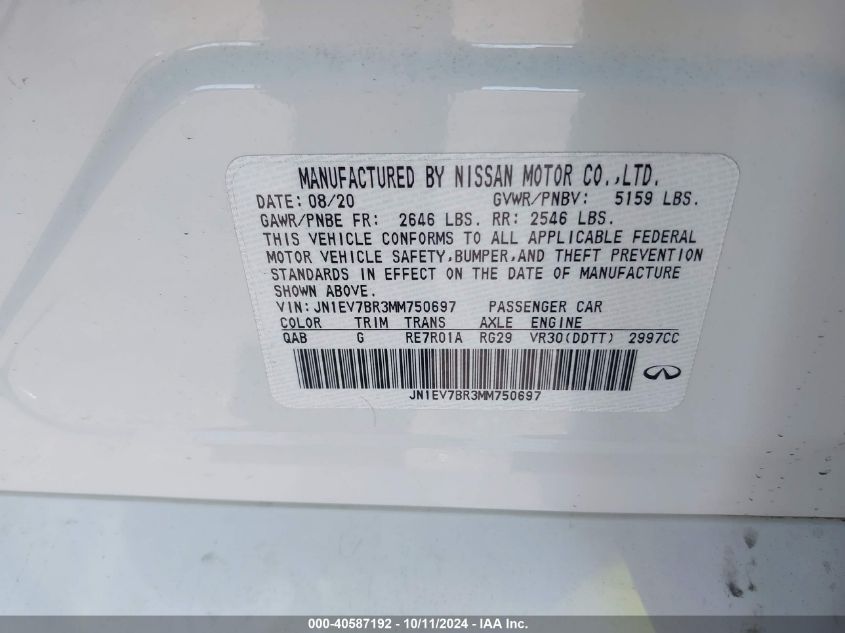 MANUFACTURED BY NISSAN MOTOR CO.,LTD.
DATE: 08/20 GVWR/PNBV: 5159 LBS.
GAWR/PNBE FR: 2646 LBS. RR: 2546 LBS.
THIS VEHICLE CONFORMS TO ALL APPLICABLE FEDERAL
MOTOR VEHICLE SAFETY,BUMPER,AND THEFT PREVENTION
STANDARDS IN EFFECT ON THE DATE OF MANUFACTURE
SHOWN ABOVE.
VIN:JN1EV7BR3MM750697 PASSENGER CAR
COLOR TRIM TRANS AXLE ENGINE
QAB G RE7R01A RG29 VR30(DDTT) 2997CC
JN1EV7BR3MM750697
000-40587192 - 10/11/2024 - IAA Inc.